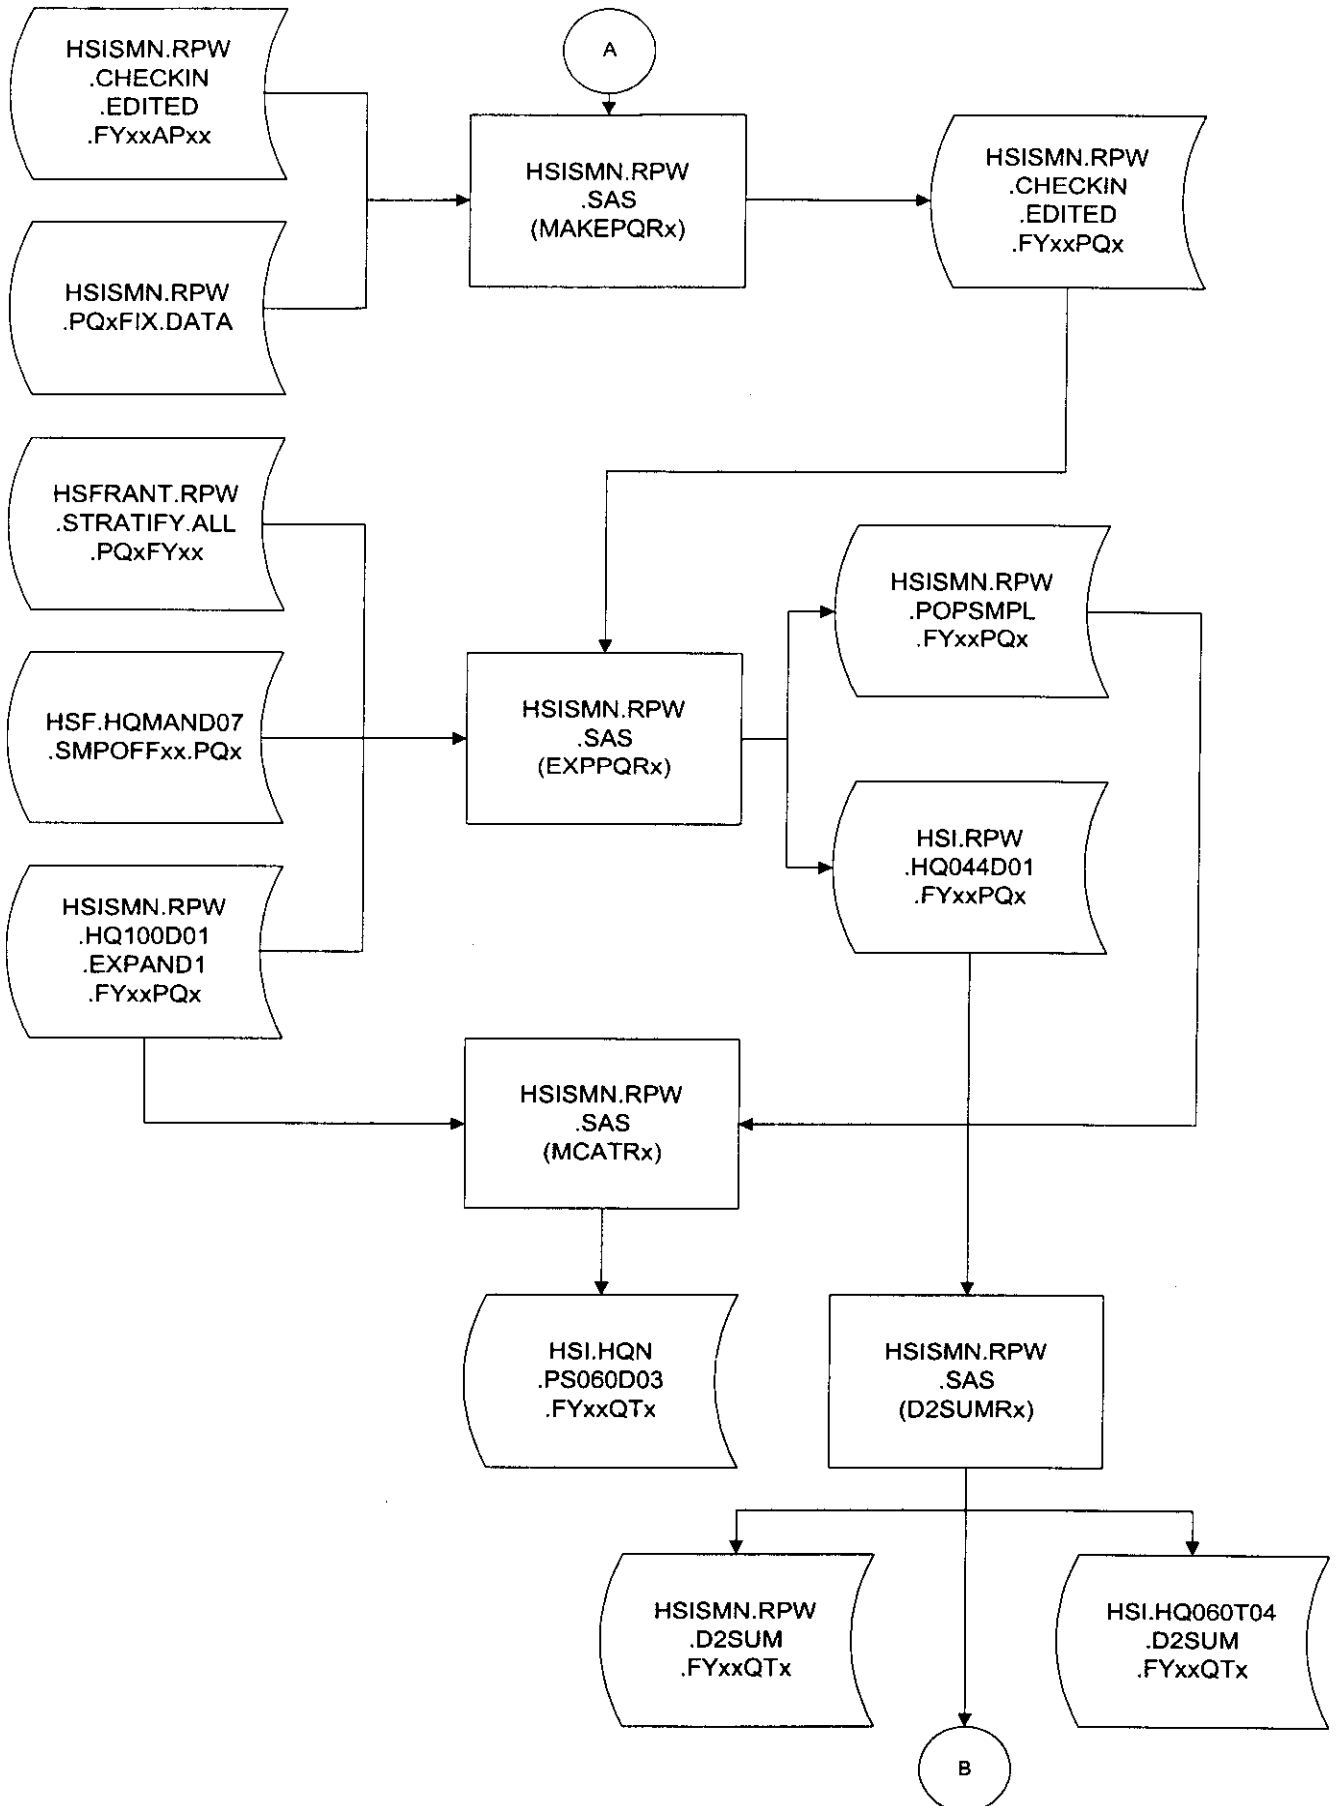 HSISMN.RPW
.CHECKIN
.EDITED
.FYxxAPxx
A
HSISMN.RPW
.SAS
(MAKEPQRx)
HSISMN.RPW
.CHECKIN
.EDITED
.FYxxPQx
HSISMN.RPW
.PQxFIX.DATA
HSFRANT.RPW
.STRATIFY.ALL
.PQxFYxx
HSISMN.RPW
.POPSMPL
.FYxxPQx
HSF.HQMAND07
.SMPOFFxx.PQx
HSISMN.RPW
.SAS
(EXPPQRx)
HSI.RPW
.HQ044D01
.FYxxPQx
HSISMN.RPW
.HQ100D01
.EXPAND1
.FYxxPQx
HSISMN.RPW
.SAS
(MCATRx)
HSI.HQN
.PS060D03
.FYxxQTx
HSISMN.RPW
.SAS
(D2SUMRx)
HSISMN.RPW
.D2SUM
.FYxxQTx
HSI.HQ060T04
.D2SUM
.FYxxQTx
B